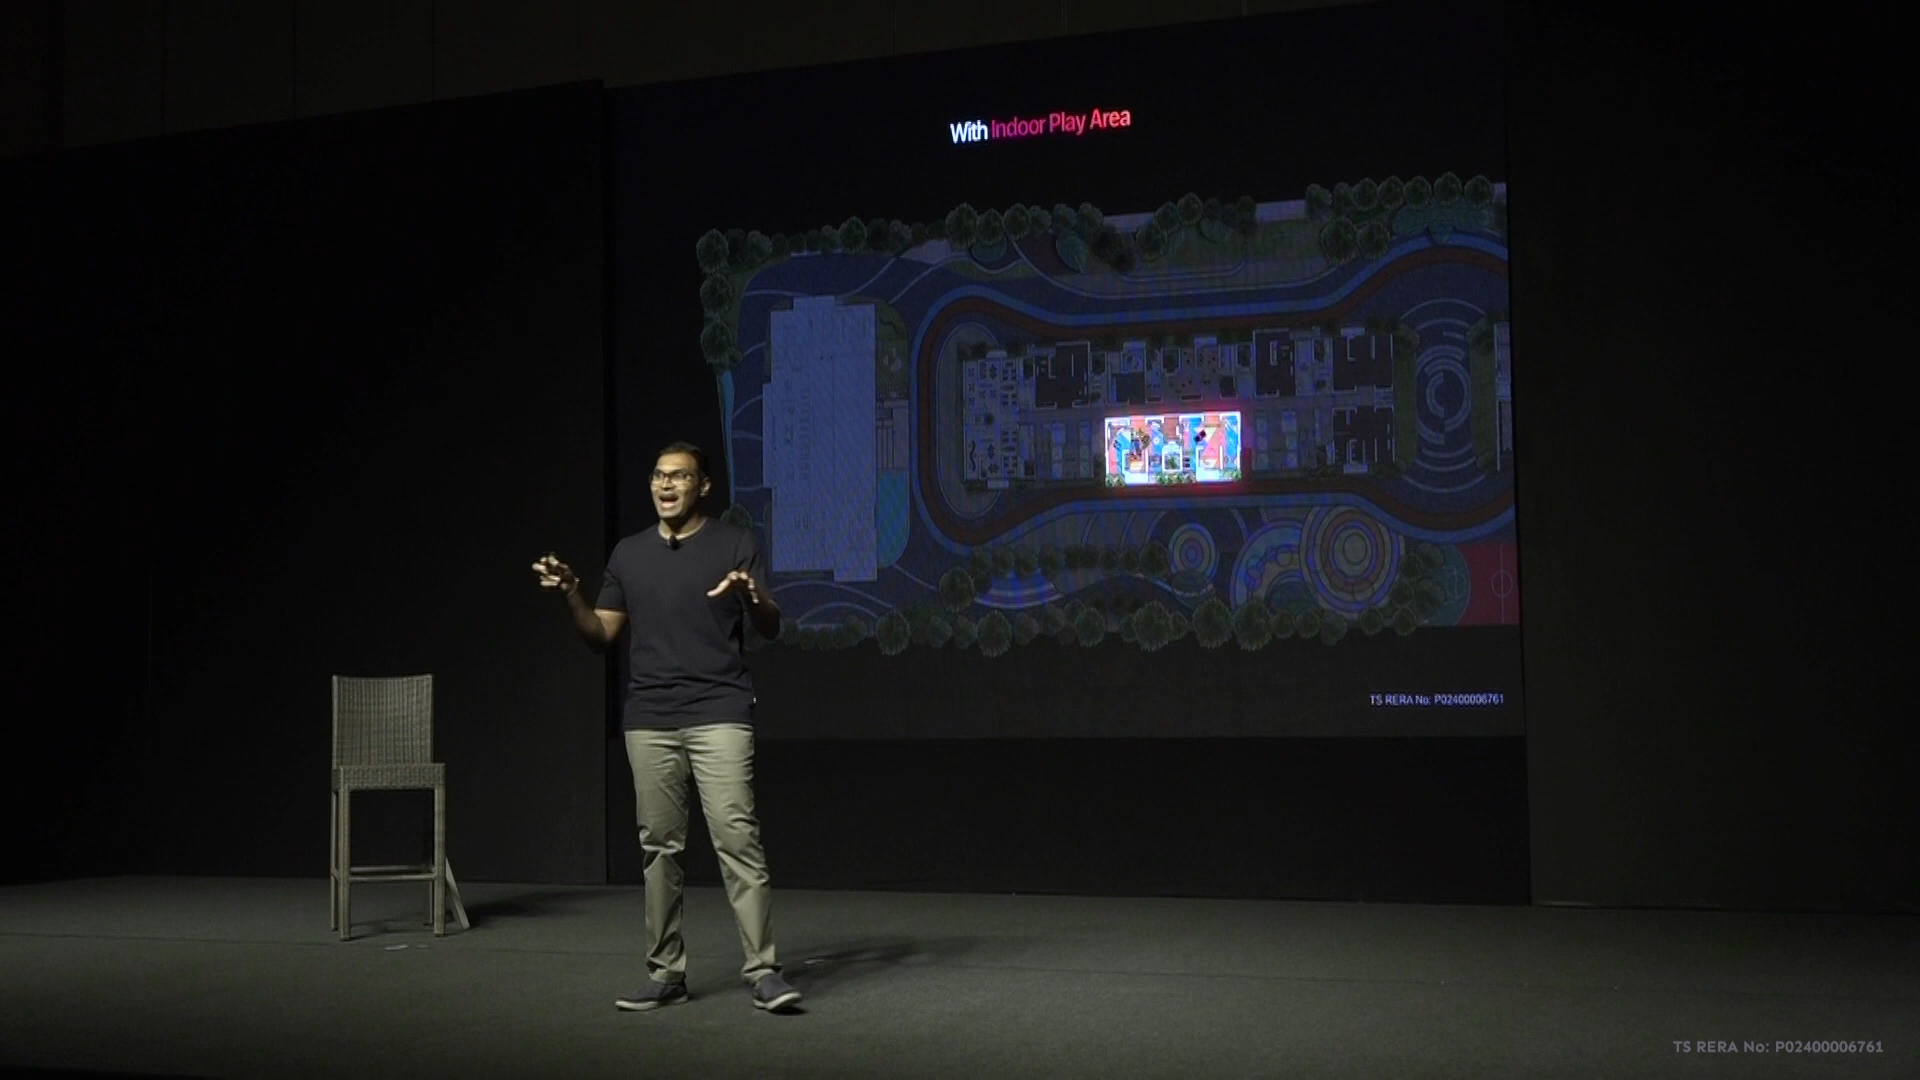 With Indoor Play Area
TS RERA No: P02400006761
TS RERA No: P02400006761